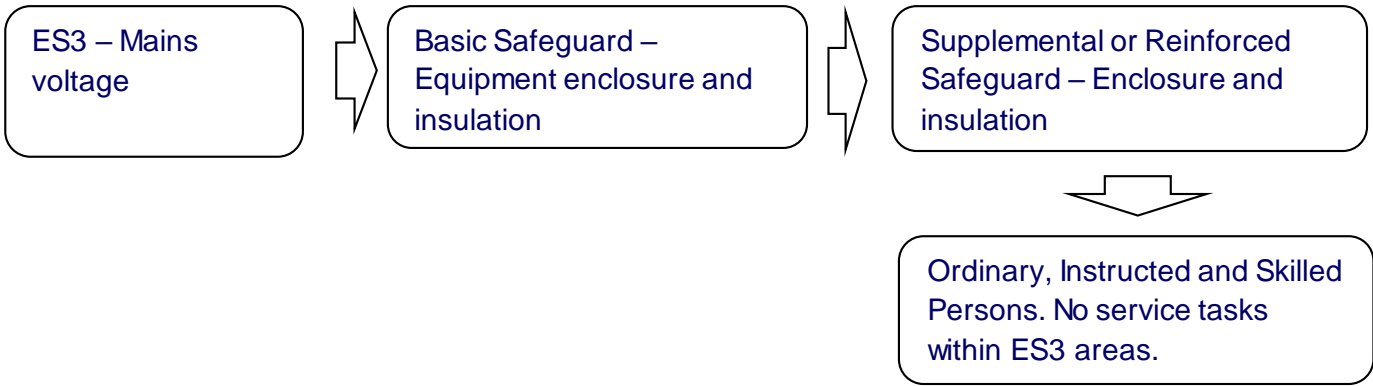 ES3 – Mains
voltage
Basic Safeguard –
Equipment enclosure and
insulation
Supplemental or Reinforced
Safeguard – Enclosure and
insulation
Ordinary, Instructed and Skilled
Persons. No service tasks
within ES3 areas.